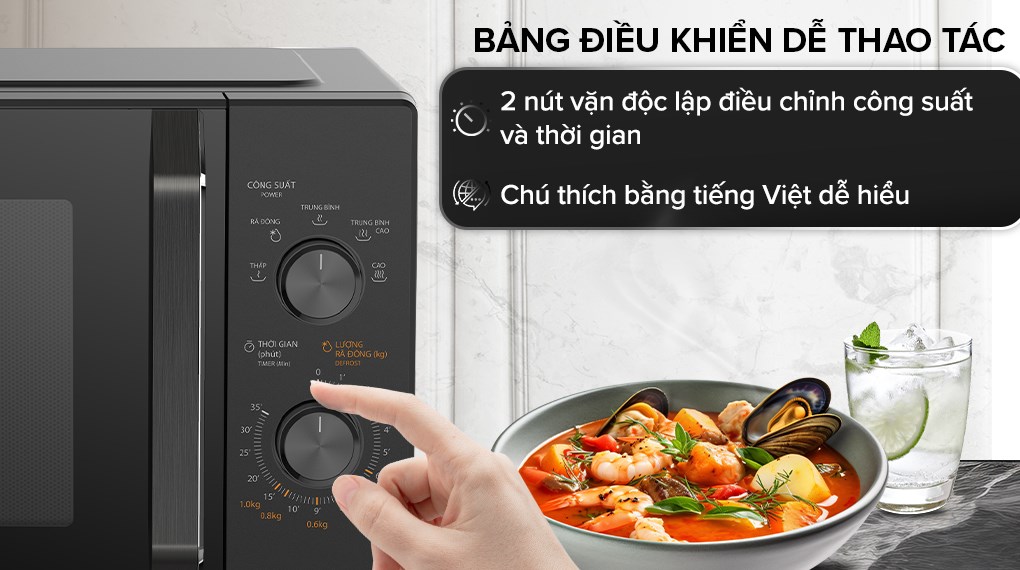 BẢNG ĐIỀU KHIỂN DỄ THAO TÁC
2 nút vặn độc lập điều chỉnh công suất
và thời gian
Chú thích bằng tiếng Việt dễ hiểu
CÔNG SUẤT
POWER
TRUNG BÌNH
RÃ ĐÔNG
TRUNG BÌNH
CAO
THẤP
CAO
THỜI GIAN
(phút)
TIMER (Min)
LƯỢNG
RÃ ĐÔNG (kg)
DEFROST
0
1'
35'
30'
4'
25'
5'
20'
15'
10'
9'
1.0kg
0.8kg
0.6kg